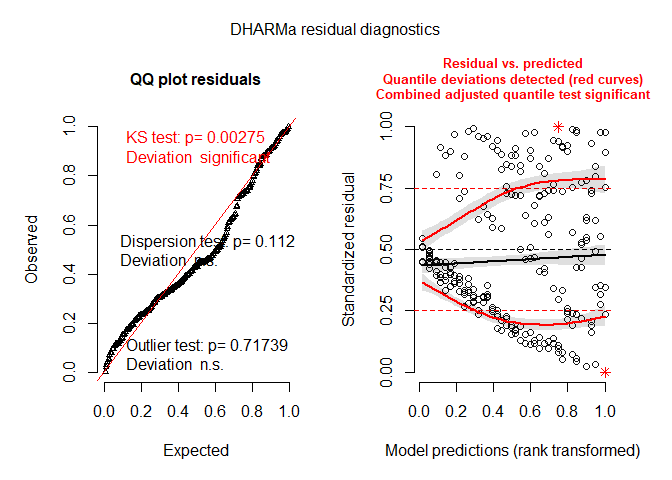 DHARMa residual diagnostics
QQ plot residuals
KS test: p= 0.00275
Deviation significant
Dispersion test: p= 0.112
Deviation n.s.
Outlier test: p= 0.71739
Deviation n.s.
Observed
0.0
0.2
0.4
0.6
0.8
1.0
0.0
0.2
0.4
0.6
0.8
1.0
Expected
Residual vs. predicted
Quantile deviations detected (red curves)
Combined adjusted quantile test significant
Standardized residual
0.00
0.25
0.50
0.75
1.00
0.0
0.2
0.4
0.6
0.8
1.0
Model predictions (rank transformed)